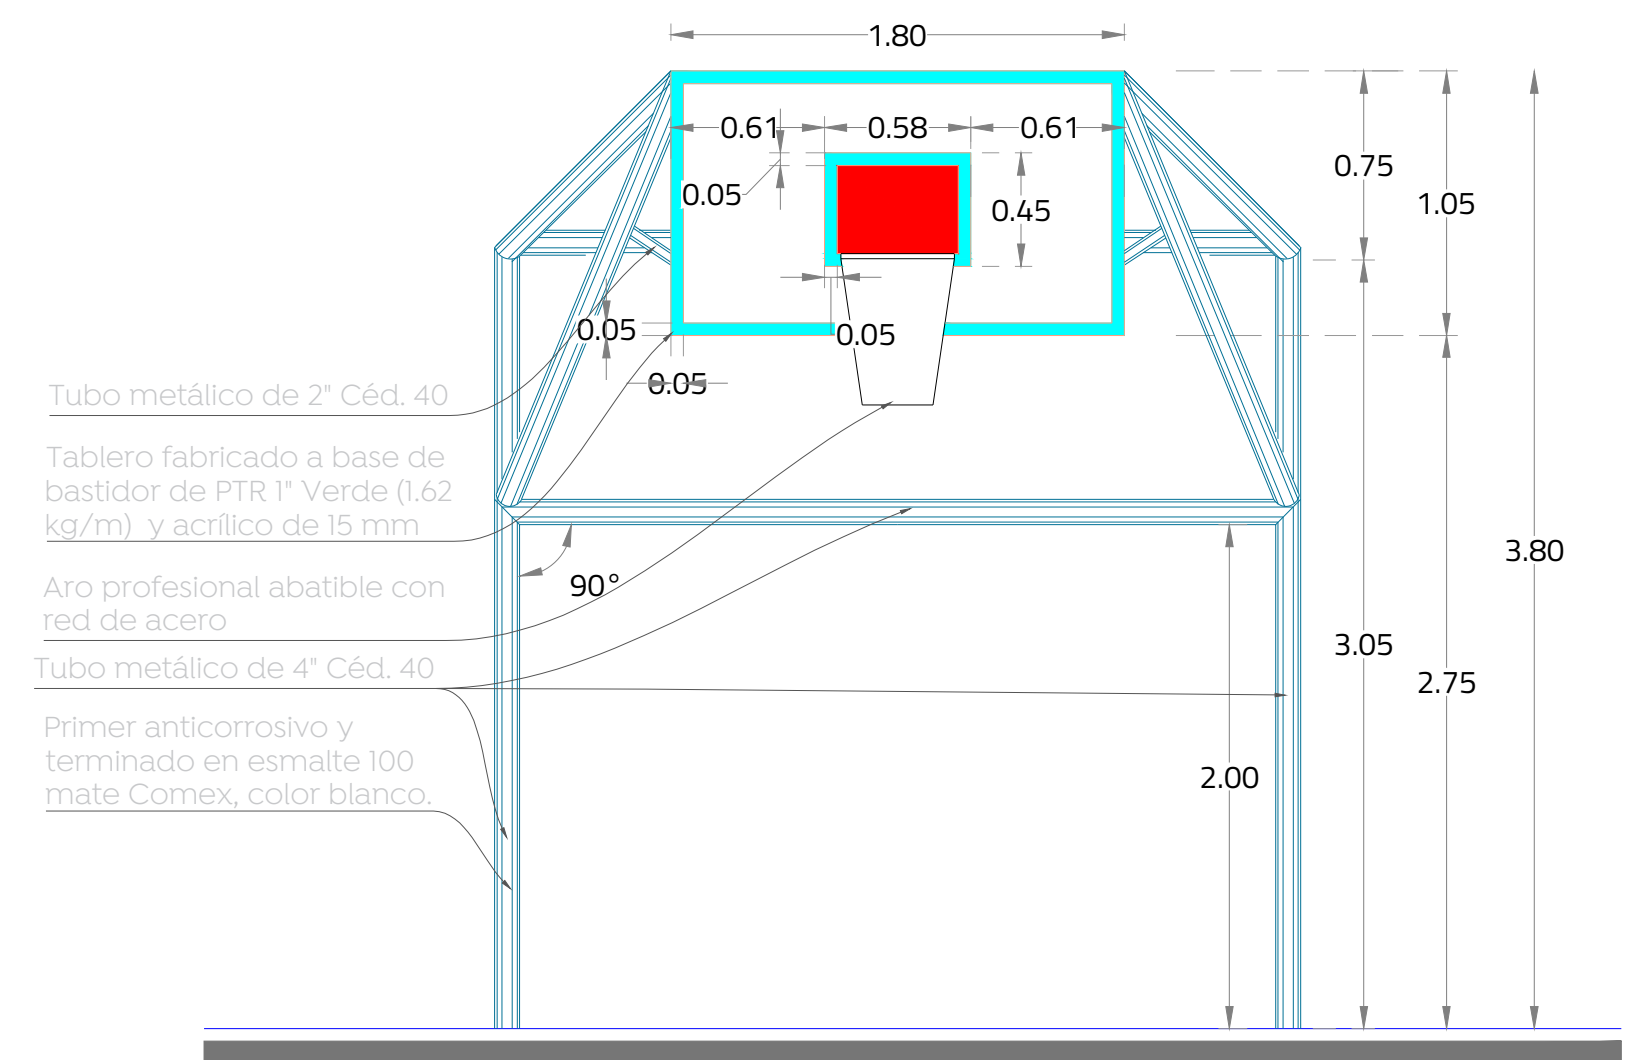 1.80
0.61
0.58
0.61
0.75
0.05
0.45
1.05
0.05
0.05
0.05
Tubo metálico de 2" Céd. 40
Tablero fabricado a base de
bastidor de PTR 1" Verde (1.62
kg/m) y acrílico de 15 mm
3.80
90°
Aro profesional abatible con
red de acero
3.05
Tubo metálico de 4" Céd. 40
2.75
Primer anticorrosivo y
terminado en esmalte 100
mate Comex, color blanco.
2.00